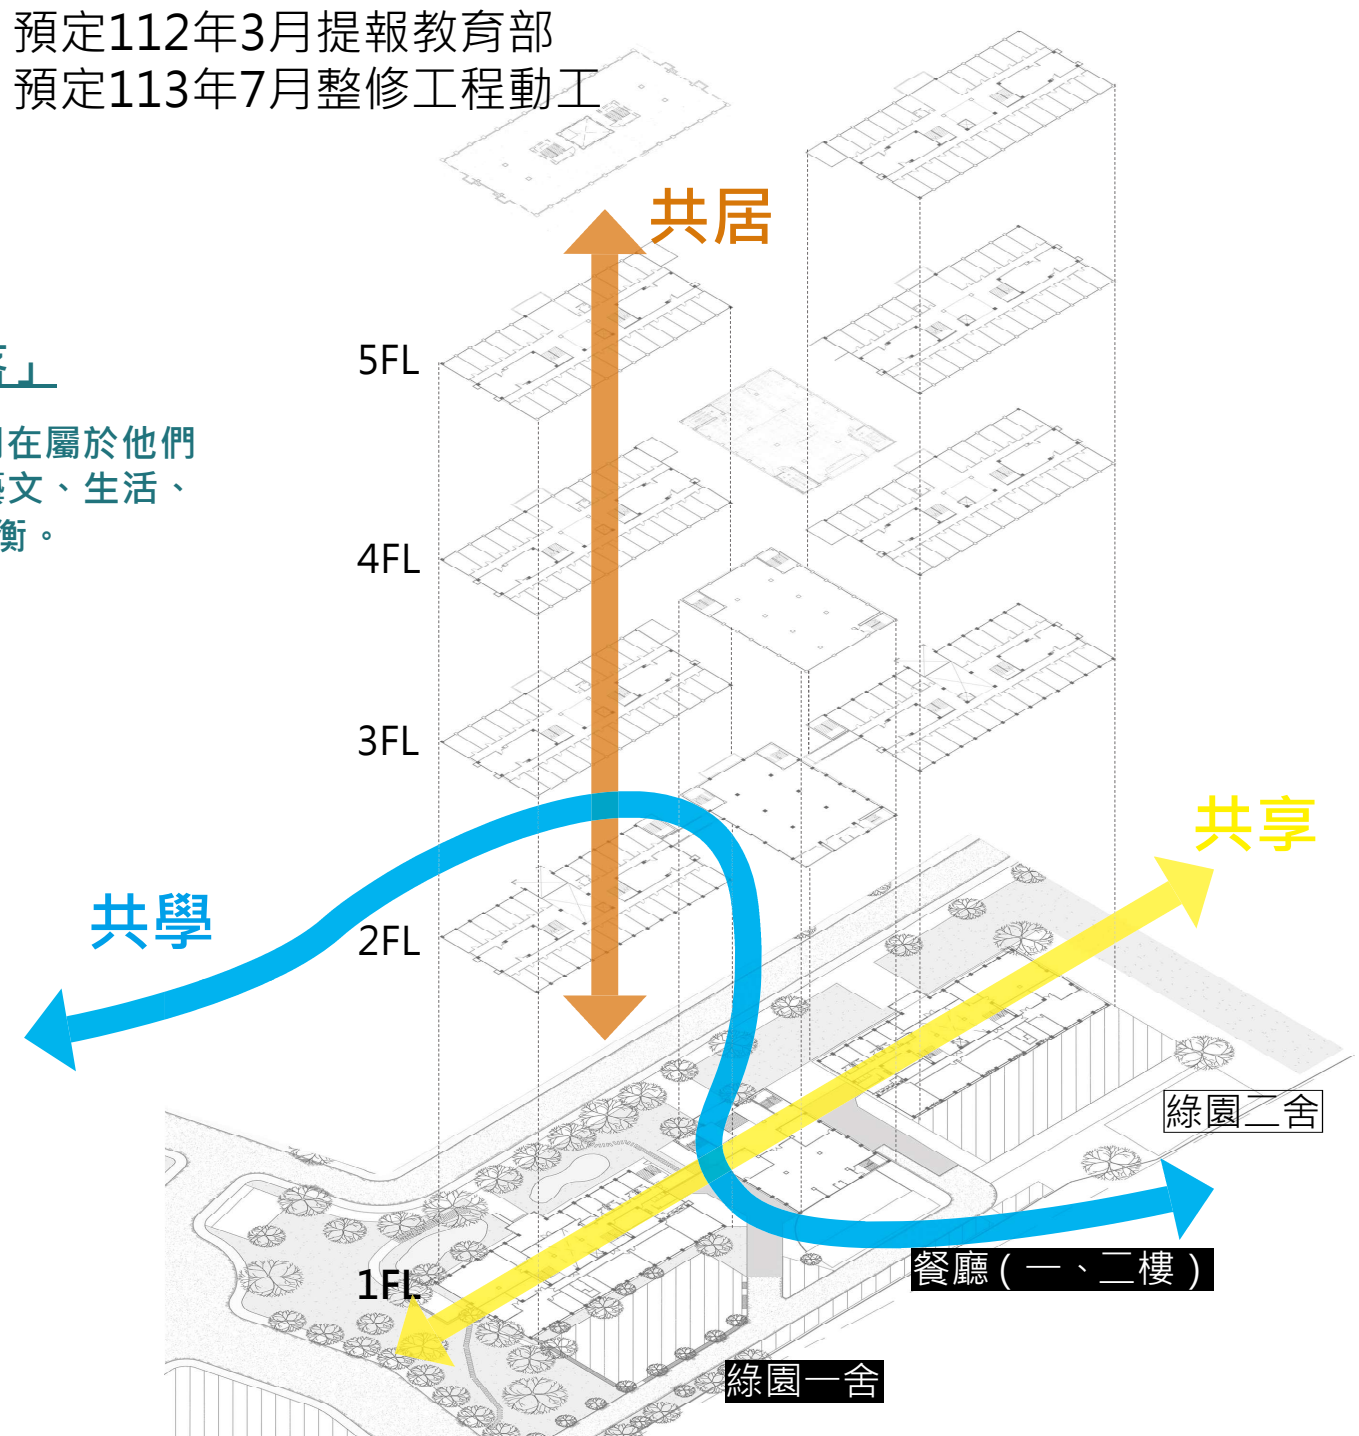 預定112年3月提報教育部
預定113年7月整修工程動工
共居
」
5FL
在屬於他們
文、生活、
衡。
4FL
3FL
共享
共學
2FL
綠園二舍
餐廳(一、二樓)
1FL
綠園一舍